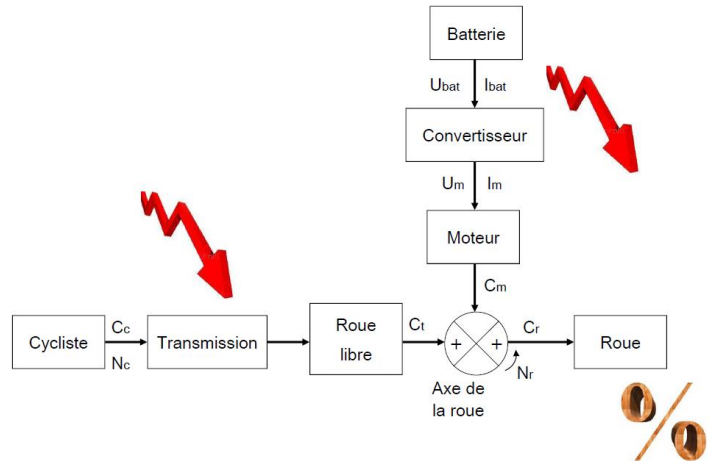 Batterie
Ubat Ibat
Convertisseur
Um Im
Moteur
Cm
Cycliste
Cc
Nc
Transmission
Roue
libre
Ct
+ +
Cr
Nr
Roue
Axe de
la roue
%